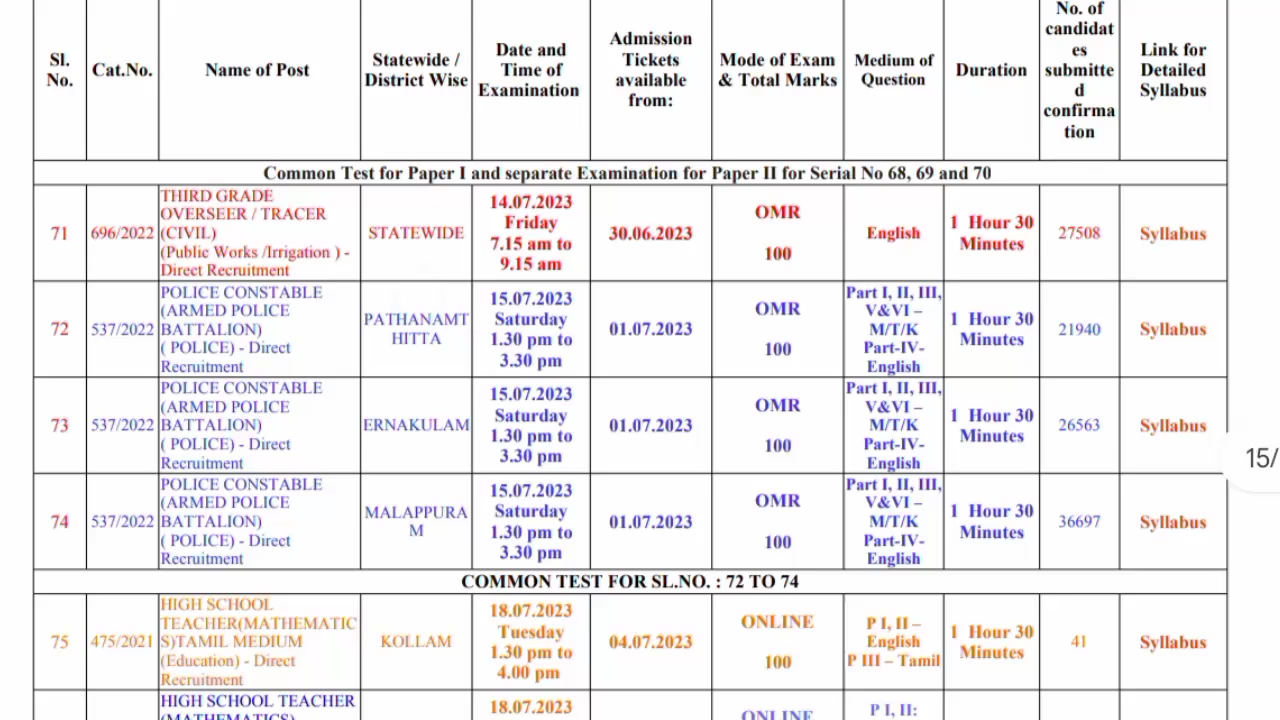 Sl. No.
Cat.No.
Name of Post
Statewide / District Wise
Date and Time of Examination
Admission Tickets available from:
Mode of Exam & Total Marks
Medium of Question
Duration
No. of
candidat
es
submitte
d
confirma
tion
Link for Detailed Syllabus
Common Test for Paper I and separate Examination for Paper II for Serial No 68, 69 and 70
71
696/2022
THIRD GRADE
OVERSEER / TRACER
(CIVIL)
(Public Works /Irrigation ) -
Direct Recruitment
STATEWIDE
14.07.2023
Friday
7.15 am to
9.15 am
30.06.2023
OMR
100
English
1 Hour 30
Minutes
27508
Syllabus
72
537/2022
POLICE CONSTABLE
(ARMED POLICE
BATTALION)
( POLICE) - Direct
Recruitment
PATHANAMT
HITTA
15.07.2023
Saturday
1.30 pm to
3.30 pm
01.07.2023
OMR
100
Part I, II, III,
V&VI –
M/T/K
Part-IV-
English
1 Hour 30
Minutes
21940
Syllabus
73
537/2022
POLICE CONSTABLE
(ARMED POLICE
BATTALION)
( POLICE) - Direct
Recruitment
ERNAKULAM
15.07.2023
Saturday
1.30 pm to
3.30 pm
01.07.2023
OMR
100
Part I, II, III,
V&VI –
M/T/K
Part-IV-
English
1 Hour 30
Minutes
26563
Syllabus
74
537/2022
POLICE CONSTABLE
(ARMED POLICE
BATTALION)
( POLICE) - Direct
Recruitment
MALAPPURA
M
15.07.2023
Saturday
1.30 pm to
3.30 pm
01.07.2023
OMR
100
Part I, II, III,
V&VI –
M/T/K
Part-IV-
English
1 Hour 30
Minutes
36697
Syllabus
15/
COMMON TEST FOR SL.NO. : 72 TO 74
75
475/2021
HIGH SCHOOL
TEACHER(MATHEMATIC
S)TAMIL MEDIUM
(Education) - Direct
Recruitment
KOLLAM
18.07.2023
Tuesday
1.30 pm to
4.00 pm
04.07.2023
ONLINE
100
P I, II –
English
P III – Tamil
1 Hour 30
Minutes
41
Syllabus
HIGH SCHOOL TEACHER
(MATHEMATICS)
18.07.2023
ONLINE
P I, II: